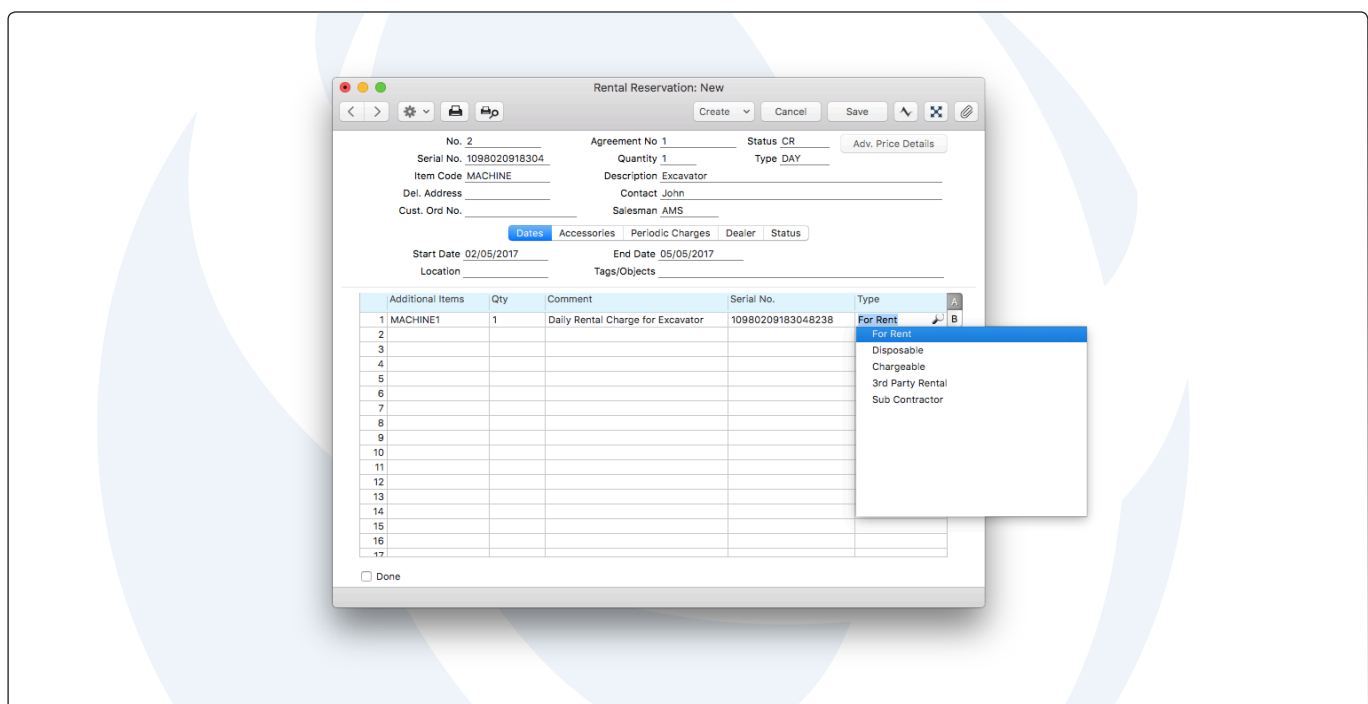 Rental Reservation: New
Create Cancel Save
No. 2 Agreement No 1 Status CR Adv. Price Details
Serial No. 1098020918304 Quantity 1 Type DAY
Item Code MACHINE Description Excavator
Del. Address Contact John
Cust. Ord No. Salesman AMS
Dates Accessories Periodic Charges Dealer Status
Start Date 02/05/2017 End Date 05/05/2017
Location Tags/Objects
Additional Items Qty Comment Serial No. Type A
1 MACHINE1 1 Daily Rental Charge for Excavator 10980209183048238 For Rent B
2 For Rent
3 Disposable
4 Chargeable
5 3rd Party Rental
6 Sub Contractor
7
8
9
10
11
12
13
14
15
16
17
Done